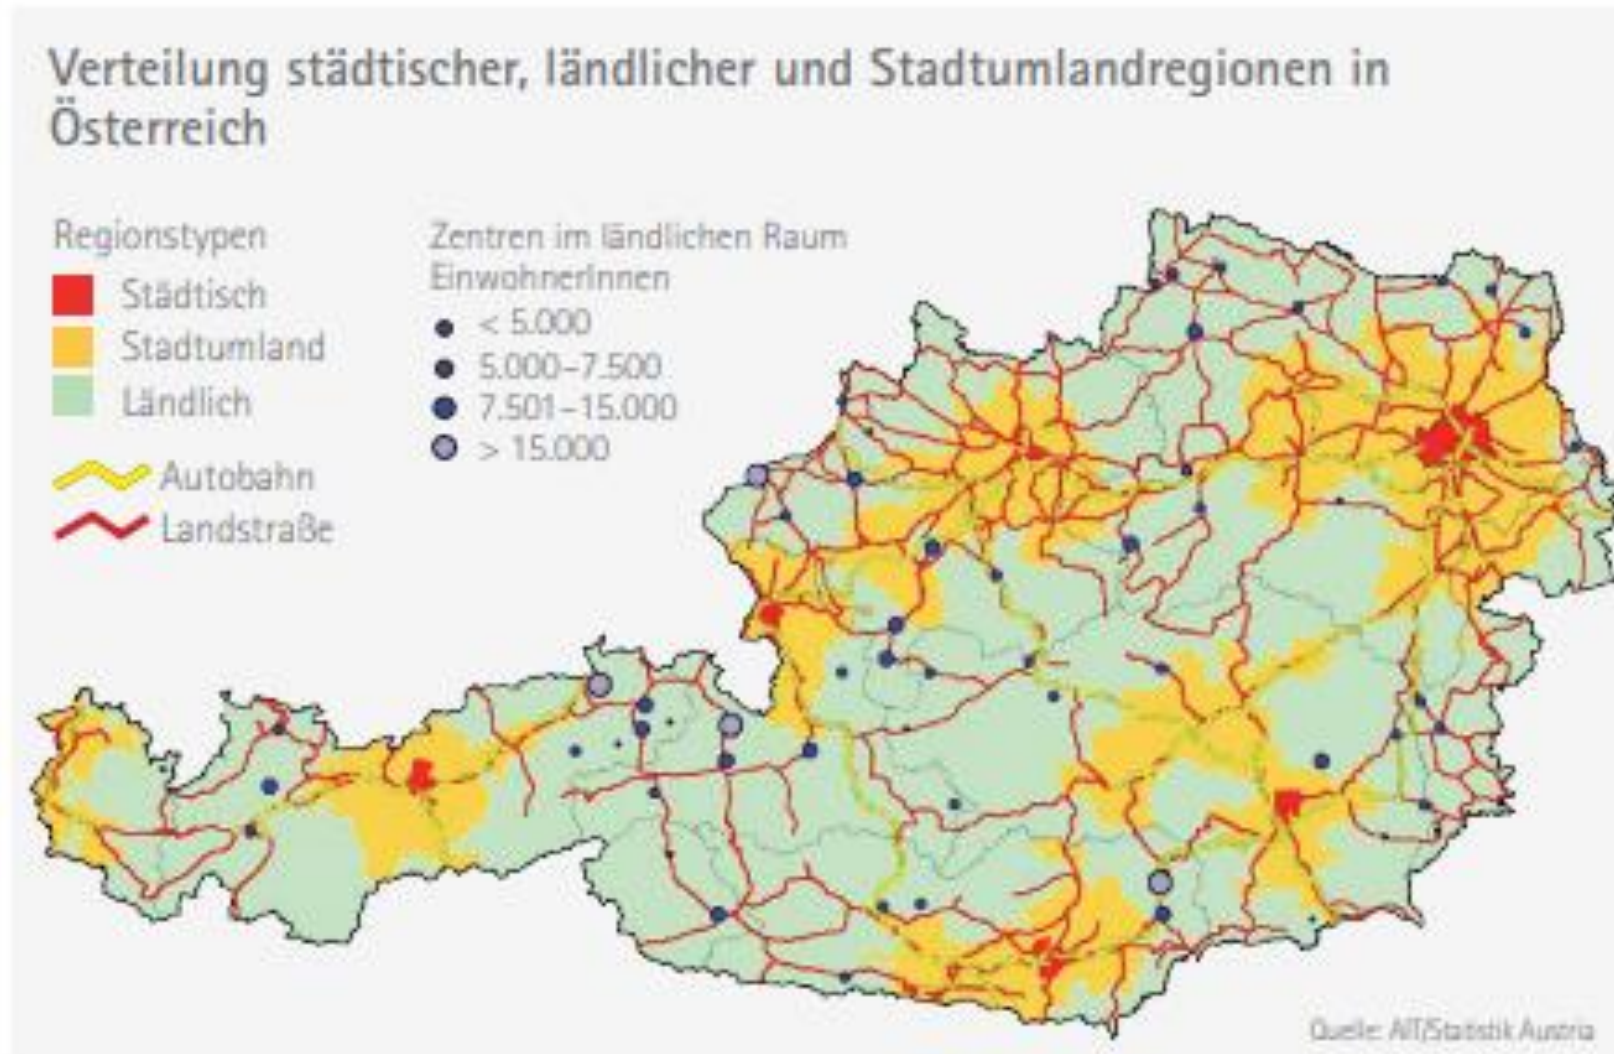 Verteilung städtischer, ländlicher und Stadtumlandregionen in
Österreich
Regionstypen
Städtisch
Stadtumland
Ländlich
Autobahn
Landstraße
Zentren im ländlichen Raum
EinwohnerInnen
< 5.000
5.000–7.500
7.501–15.000
> 15.000
Quelle: AIT/Statistik Austria